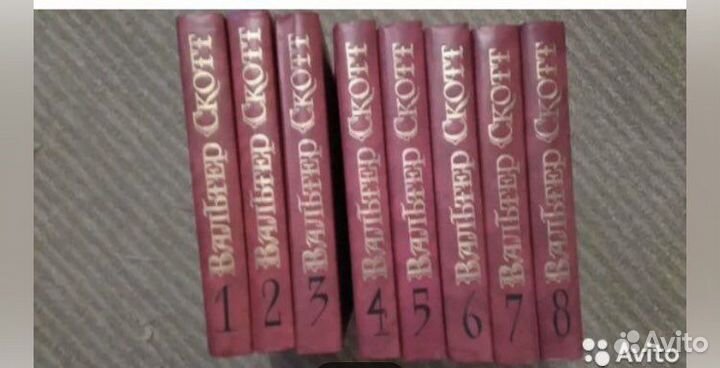 Вальтер Скотт 1
Вальтер Скотт 2
Вальтер Скотт 3
Вальтер Скотт 4
Вальтер Скотт 5
Вальтер Скотт 6
Вальтер Скотт 7
Вальтер Скотт 8
Avito
Avito